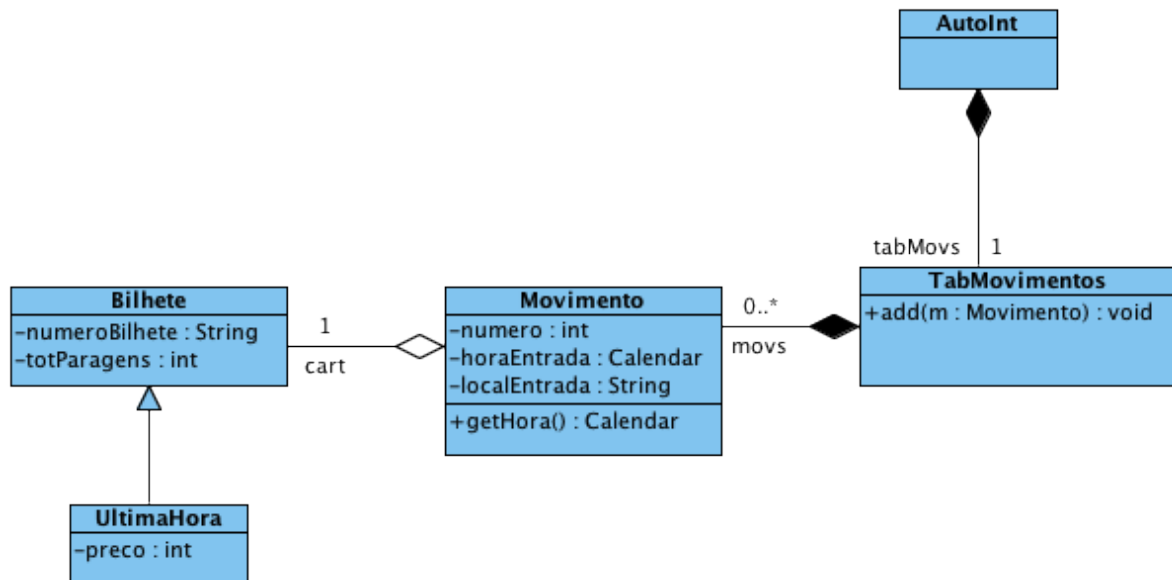 AutoInt
tabMovs 1
TabMovimentos
+add(m : Movimento) : void
Bilhete
-numeroBilhete : String
-totParagens : int
1
cart
Movimento
-numero : int
-horaEntrada : Calendar
-localEntrada : String
+getHora() : Calendar
0..*
movs
UltimaHora
-preco : int